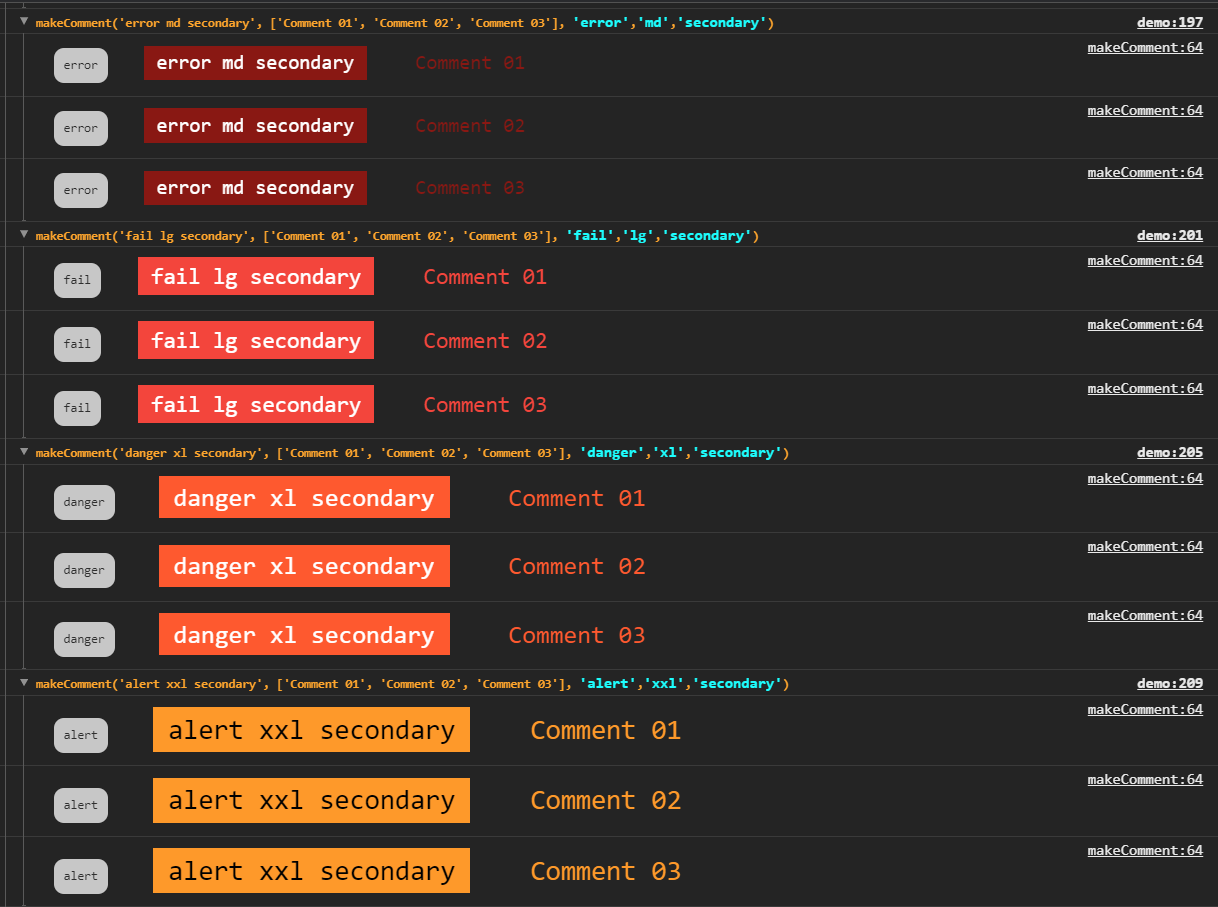 makeComment('error md secondary', ['Comment 01', 'Comment 02', 'Comment 03'], 'error','md','secondary') demo:197
error error md secondary Comment 01 makeComment:64
error error md secondary Comment 02 makeComment:64
error error md secondary Comment 03 makeComment:64
makeComment('fail lg secondary', ['Comment 01', 'Comment 02', 'Comment 03'], 'fail','lg','secondary') demo:201
fail fail lg secondary Comment 01 makeComment:64
fail fail lg secondary Comment 02 makeComment:64
fail fail lg secondary Comment 03 makeComment:64
makeComment('danger xl secondary', ['Comment 01', 'Comment 02', 'Comment 03'], 'danger','xl','secondary') demo:205
danger danger xl secondary Comment 01 makeComment:64
danger danger xl secondary Comment 02 makeComment:64
danger danger xl secondary Comment 03 makeComment:64
makeComment('alert xxl secondary', ['Comment 01', 'Comment 02', 'Comment 03'], 'alert','xxl','secondary') demo:209
alert alert xxl secondary Comment 01 makeComment:64
alert alert xxl secondary Comment 02 makeComment:64
alert alert xxl secondary Comment 03 makeComment:64